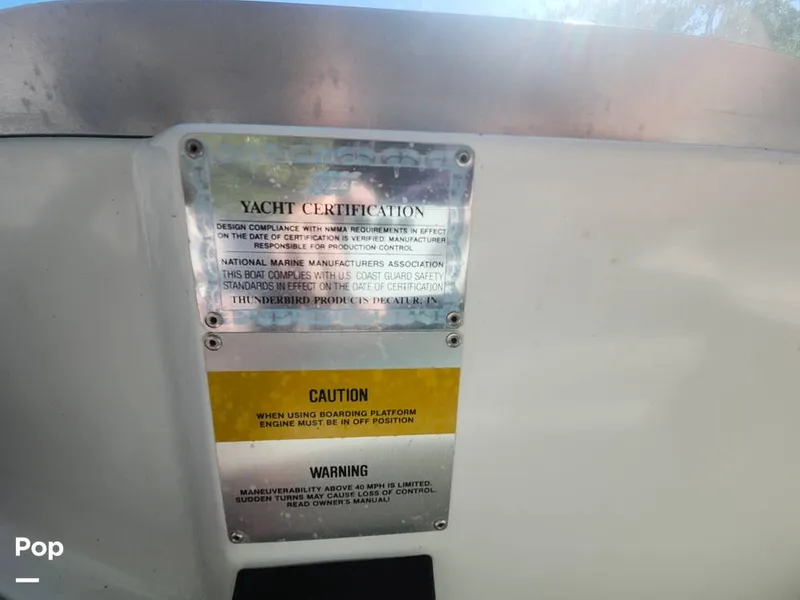 YACHT CERTIFICATION
DESIGN COMPLIANCE WITH NMMA REQUIREMENTS IN EFFECT
ON THE DATE OF CERTIFICATION IS VERIFIED. MANUFACTURER
RESPONSIBLE FOR PRODUCTION CONTROL
NATIONAL MARINE MANUFACTURERS ASSOCIATION
THIS BOAT COMPLIES WITH U.S. COAST GUARD SAFETY
STANDARDS IN EFFECT ON THE DATE OF CERTIFICATION
THUNDERBIRD PRODUCTS DECATUR, IN
CAUTION
WHEN USING BOARDING PLATFORM
ENGINE MUST BE IN OFF POSITION
WARNING
MANEUVERABILITY ABOVE 40 MPH IS LIMITED.
SUDDEN TURNS MAY CAUSE LOSS OF CONTROL.
READ OWNER'S MANUAL!
Pop